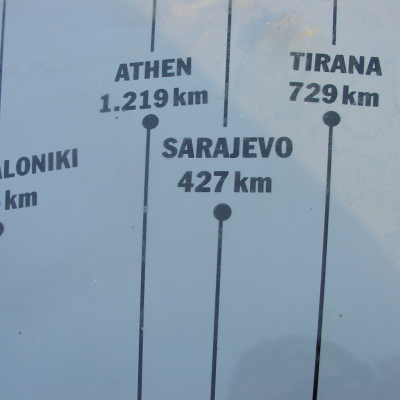 ATHEN
1.219 km
TIRANA
729 km
SARAJEVO
427 km
ALONIKI
km